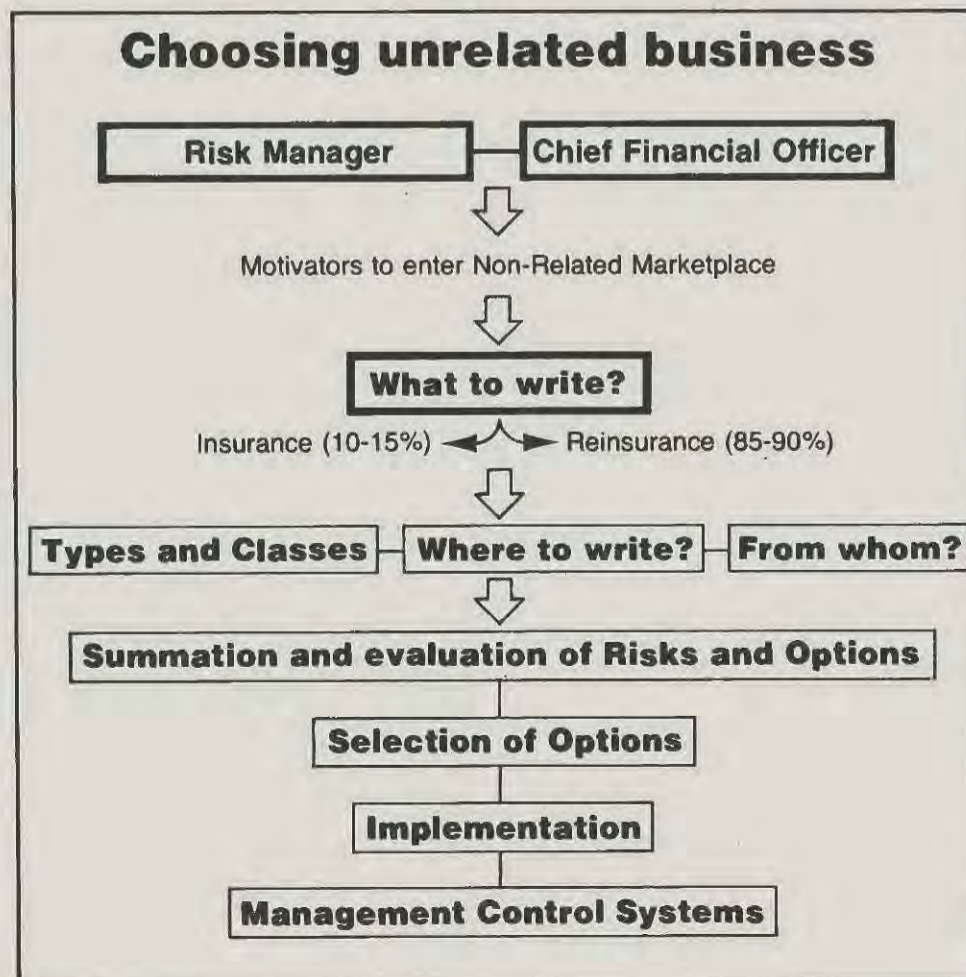 Choosing unrelated business
Risk Manager
Chief Financial Officer
Motivators to enter Non-Related Marketplace
What to write?
Insurance (10-15%)
Reinsurance (85-90%)
Types and Classes
Where to write?
From whom?
Summation and evaluation of Risks and Options
Selection of Options
Implementation
Management Control Systems